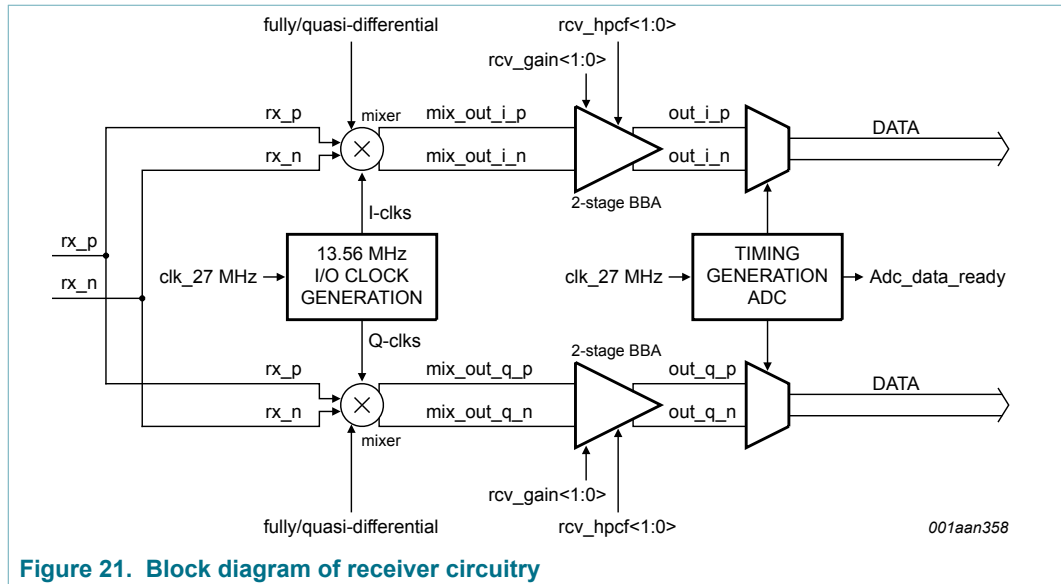 fully/quasi-differential
rcv_hpcf<1:0>
rcv_gain<1:0>
rx_p
mixer
mix_out_i_p
out_i_p
DATA
rx_n
mix_out_i_n
out_i_n
2-stage BBA
I-clks
rx_p
rx_n
clk_27 MHz
13.56 MHz
I/O CLOCK
GENERATION
clk_27 MHz
TIMING
GENERATION
ADC
Adc_data_ready
Q-clks
2-stage BBA
rx_p
mix_out_q_p
out_q_p
DATA
rx_n
mix_out_q_n
out_q_n
mixer
rcv_gain<1:0>
fully/quasi-differential
rcv_hpcf<1:0>
001aan358
Figure 21. Block diagram of receiver circuitry